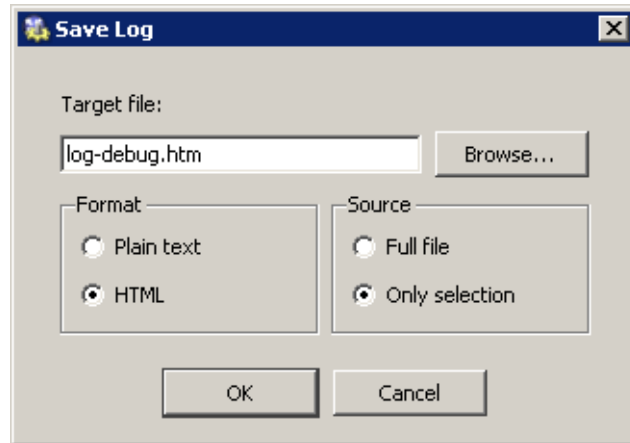 Save Log
Target file:
log-debug.htm
Browse...
Format
Source
Plain text
Full file
HTML
Only selection
OK
Cancel